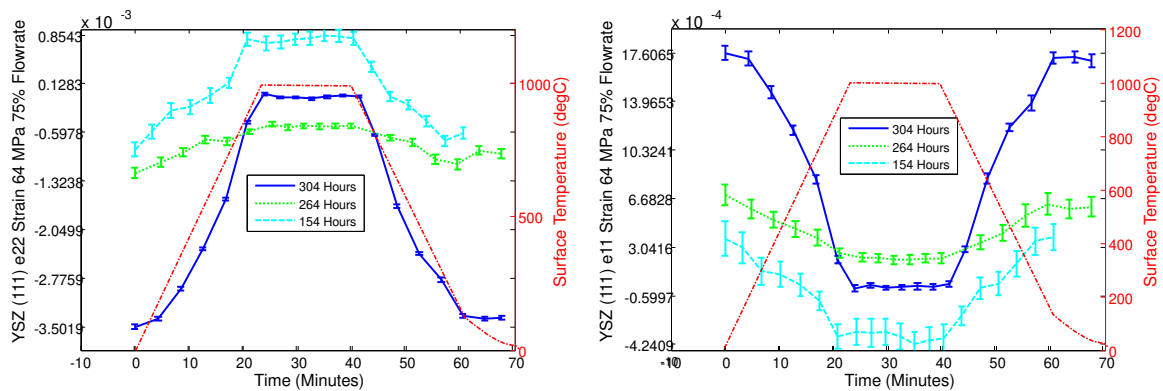 x 10⁻³
YSZ (111) e22 Strain 64 MPa 75% Flowrate
0.8543
0.1283
-0.5978
-1.3238
-2.0499
-2.7759
-3.5019
304 Hours
264 Hours
154 Hours
-10 0 10 20 30 40 50 60 70
Time (Minutes)
1000
500
0
Surface Temperature (degC)
x 10⁻⁴
YSZ (111) e11 Strain 64 MPa 75% Flowrate
17.6065
13.9653
10.3241
6.6828
3.0416
-0.5997
-4.2409
304 Hours
264 Hours
154 Hours
-10 0 10 20 30 40 50 60 70
Time (Minutes)
1200
1000
800
600
400
200
0
Surface Temperature (degC)